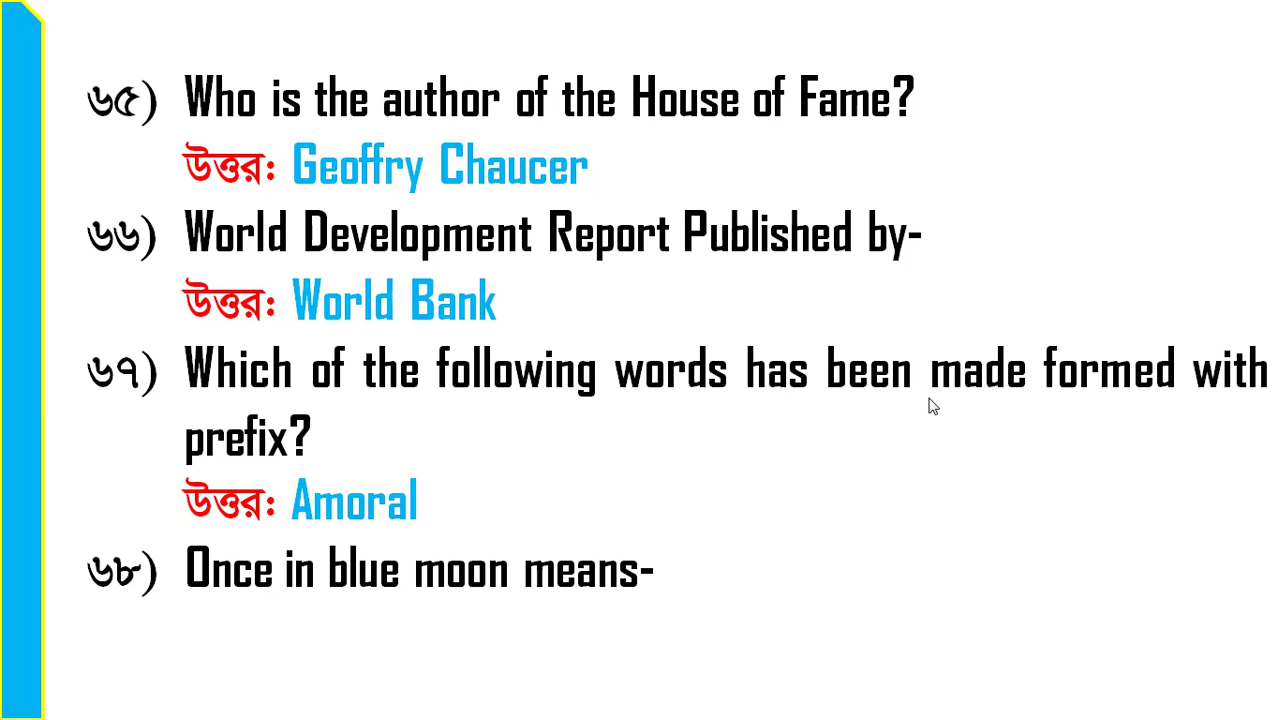 ৬৫) Who is the author of the House of Fame?
উত্তর: Geoffry Chaucer
৬৬) World Development Report Published by-
উত্তর: World Bank
৬৭) Which of the following words has been made formed with
prefix?
উত্তর: Amoral
৬৮) Once in blue moon means-